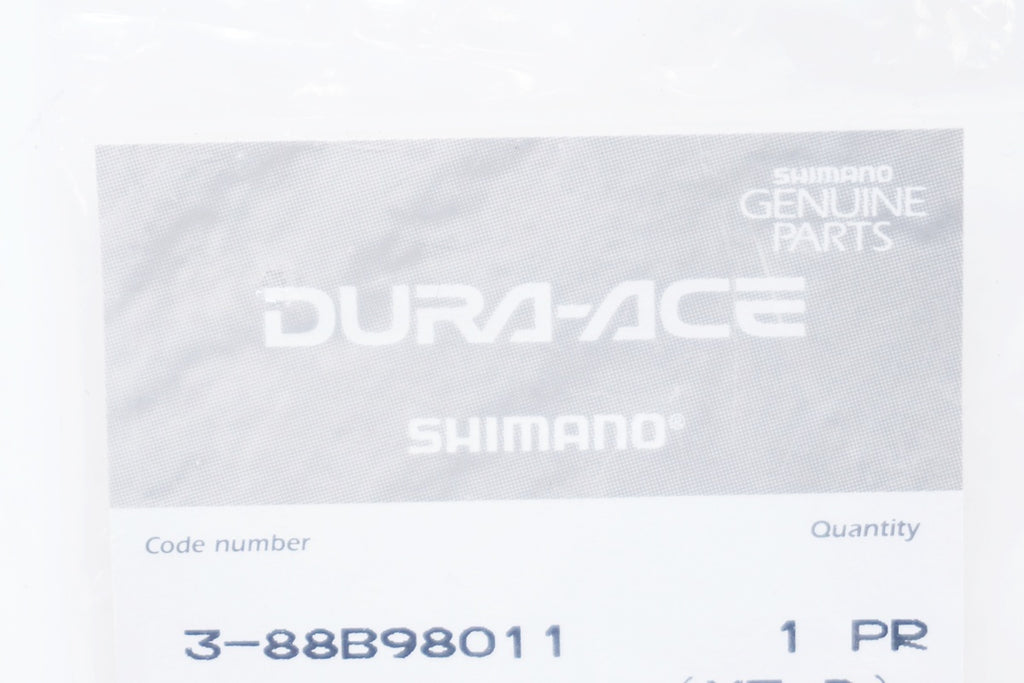 SHIMANO
GENUINE
PARTS
DURA-ACE
SHIMANO®
Code number
Quantity
3-88B98011
1 PR